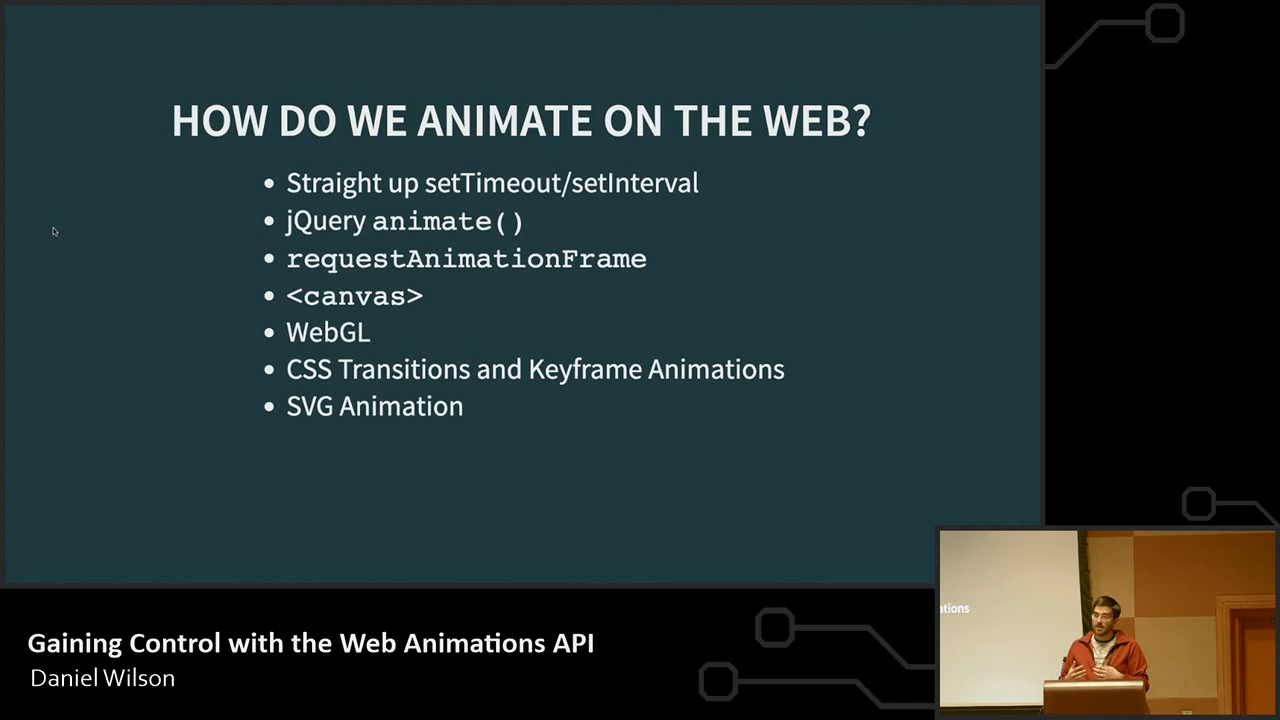 HOW DO WE ANIMATE ON THE WEB?
• Straight up setTimeout/setInterval
• jQuery animate()
• requestAnimationFrame
• <canvas>
• WebGL
• CSS Transitions and Keyframe Animations
• SVG Animation
ations
Gaining Control with the Web Animations API
Daniel Wilson